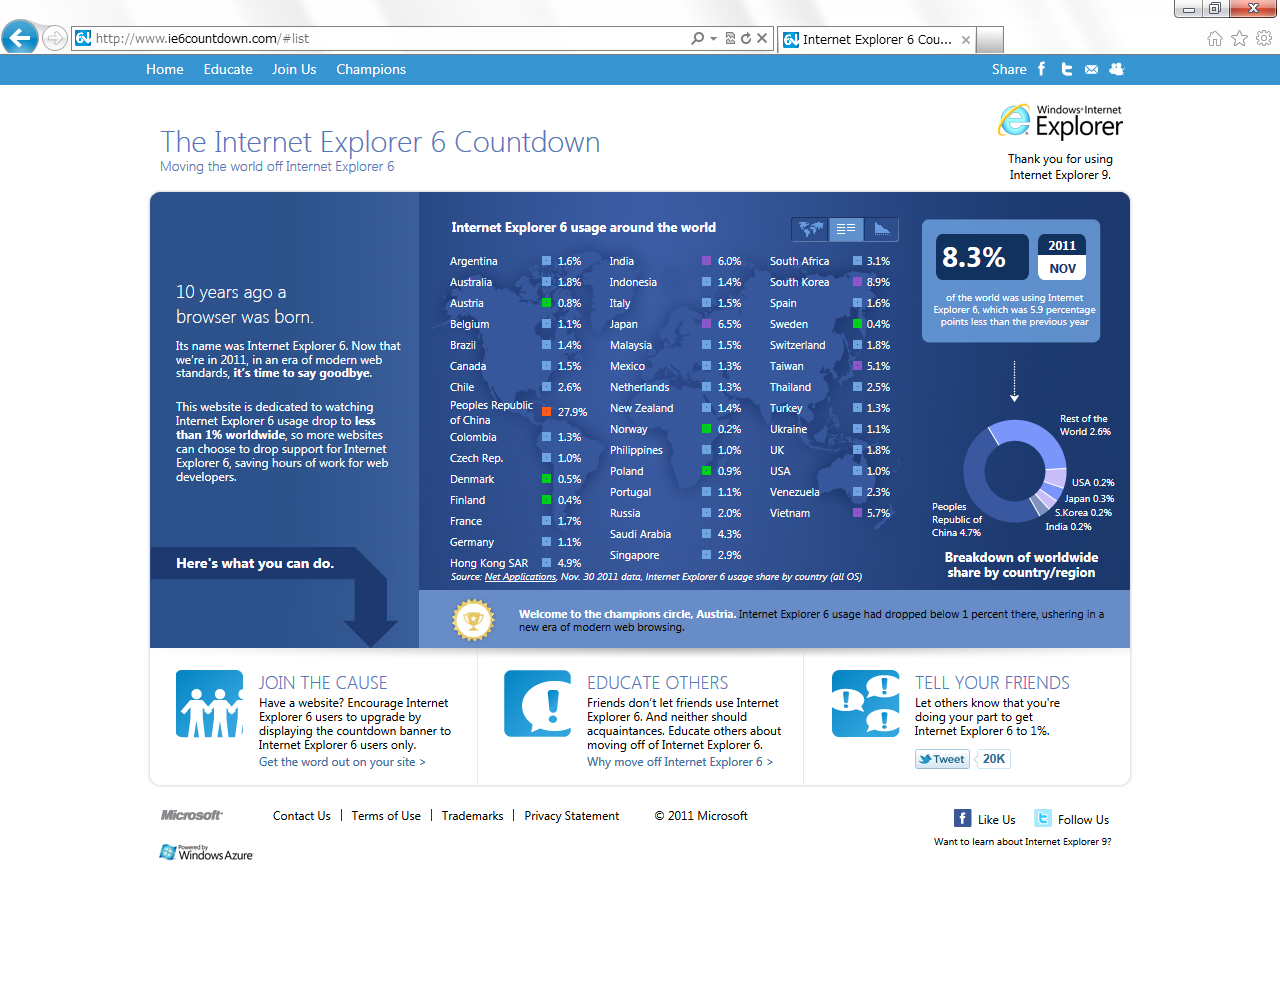 http://www.ie6countdown.com/#list
Internet Explorer 6 Cou...
Home Educate Join Us Champions
Share
Windows Internet
Explorer
The Internet Explorer 6 Countdown
Moving the world off Internet Explorer 6
Thank you for using
Internet Explorer 9.
10 years ago a
browser was born.
Its name was Internet Explorer 6. Now that
we're in 2011, in an era of modern web
standards, it's time to say goodbye.
This website is dedicated to watching
Internet Explorer 6 usage drop to less
than 1% worldwide, so more websites
can choose to drop support for Internet
Explorer 6, saving hours of work for web
developers.
Here's what you can do.
Internet Explorer 6 usage around the world
Argentina 1.6%
Australia 1.8%
Austria 0.8%
Belgium 1.1%
Brazil 1.4%
Canada 1.5%
Chile 2.6%
Peoples Republic
of China 27.9%
Colombia 1.3%
Czech Rep. 1.0%
Denmark 0.5%
Finland 0.4%
France 1.7%
Germany 1.1%
Hong Kong SAR 4.9%
India 6.0%
Indonesia 1.4%
Italy 1.5%
Japan 6.5%
Malaysia 1.5%
Mexico 1.3%
Netherlands 1.3%
New Zealand 1.4%
Norway 0.2%
Philippines 1.0%
Poland 0.9%
Portugal 1.1%
Russia 2.0%
Saudi Arabia 4.3%
Singapore 2.9%
South Africa 3.1%
South Korea 8.9%
Spain 1.6%
Sweden 0.4%
Switzerland 1.8%
Taiwan 5.1%
Thailand 2.5%
Turkey 1.3%
Ukraine 1.1%
UK 1.8%
USA 1.0%
Venezuela 2.3%
Vietnam 5.7%
Source: Net Applications, Nov. 30 2011 data, Internet Explorer 6 usage share by country (all OS)
8.3%
2011
NOV
of the world was using Internet
Explorer 6, which was 5.9 percentage
points less than the previous year
Rest of the
World 2.6%
USA 0.2%
Japan 0.3%
S.Korea 0.2%
India 0.2%
Peoples
Republic of
China 4.7%
Breakdown of worldwide
share by country/region
Welcome to the champions circle, Austria. Internet Explorer 6 usage had dropped below 1 percent there, ushering in a
new era of modern web browsing.
JOIN THE CAUSE
Have a website? Encourage Internet
Explorer 6 users to upgrade by
displaying the countdown banner to
Internet Explorer 6 users only.
Get the word out on your site >
EDUCATE OTHERS
Friends don't let friends use Internet
Explorer 6. And neither should
acquaintances. Educate others about
moving off of Internet Explorer 6.
Why move off Internet Explorer 6 >
TELL YOUR FRIENDS
Let others know that you're
doing your part to get
Internet Explorer 6 to 1%.
Tweet 20K
Microsoft
Contact Us | Terms of Use | Trademarks | Privacy Statement © 2011 Microsoft
Like Us Follow Us
Want to learn about Internet Explorer 9?
Powered by
Windows Azure